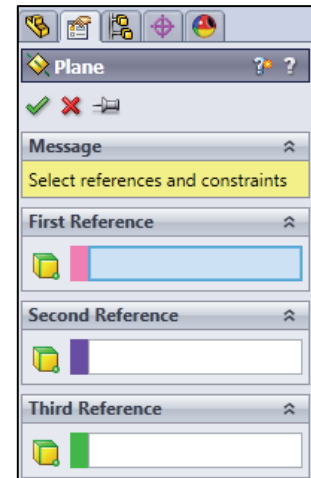 Plane
Message
Select references and constraints
First Reference
Second Reference
Third Reference